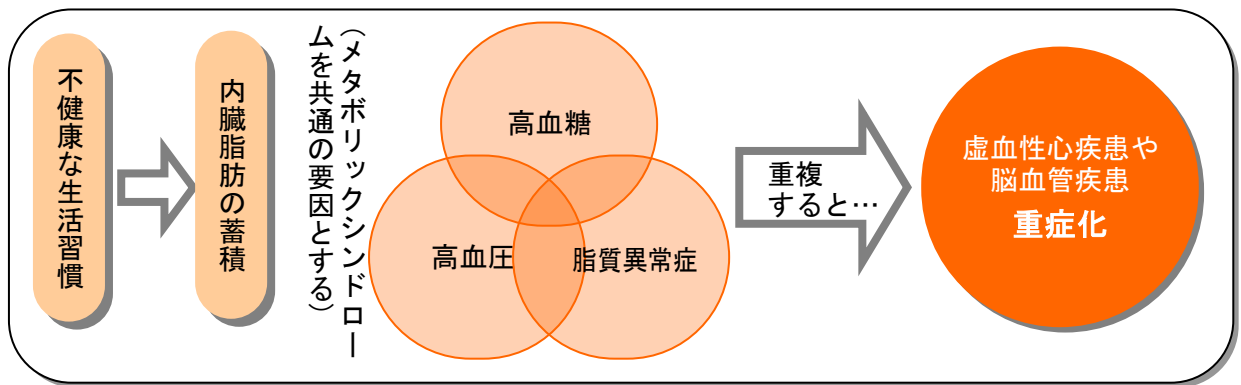 不健康な生活習慣
内臓脂肪の蓄積
（メタボリックシンドロー
ムを共通の要因とする）
高血糖
高血圧
脂質異常症
重複
すると…
虚血性心疾患や
脳血管疾患
重症化